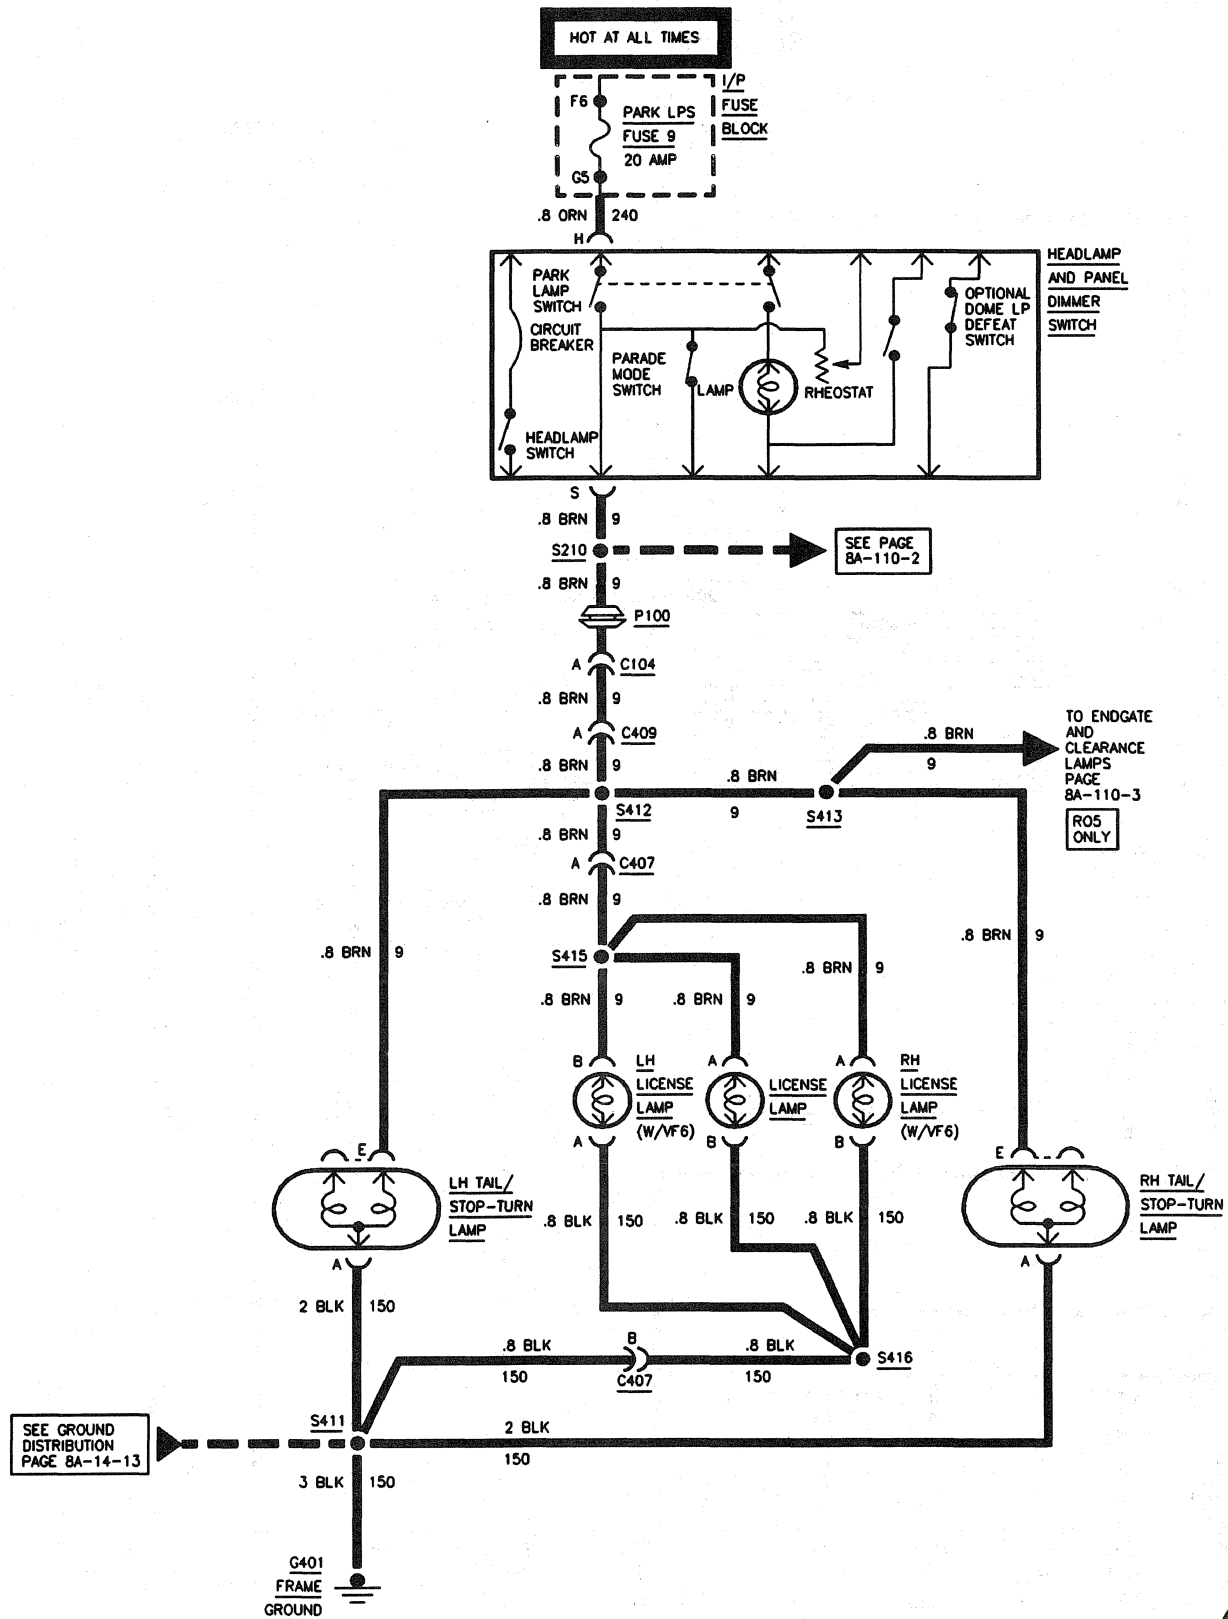 HOT AT ALL TIMES
I/P
FUSE
BLOCK
F6
PARK LPS
FUSE 9
20 AMP
G5
.8 ORN 240
H
HEADLAMP
AND PANEL
DIMMER
SWITCH
PARK
LAMP
SWITCH
OPTIONAL
DOME LP
DEFEAT
SWITCH
CIRCUIT
BREAKER
PARADE
MODE
SWITCH
LAMP
RHEOSTAT
HEADLAMP
SWITCH
S
.8 BRN 9
S210
SEE PAGE
8A-110-2
.8 BRN 9
P100
A C104
.8 BRN 9
A C409
.8 BRN 9
TO ENDGATE
AND
CLEARANCE
LAMPS
PAGE
8A-110-3
R05
ONLY
.8 BRN
9
.8 BRN
9
S412
S413
.8 BRN 9
A C407
.8 BRN 9
.8 BRN 9
S415
.8 BRN 9
.8 BRN 9
.8 BRN 9
.8 BRN 9
B
LH
LICENSE
LAMP
(W/VF6)
A
A
LICENSE
LAMP
B
A
RH
LICENSE
LAMP
(W/VF6)
B
E
LH TAIL/
STOP-TURN
LAMP
A
E
RH TAIL/
STOP-TURN
LAMP
A
.8 BLK 150
.8 BLK 150
.8 BLK 150
2 BLK 150
.8 BLK
150
B
C407
.8 BLK
150
S416
S411
2 BLK
150
SEE GROUND
DISTRIBUTION
PAGE 8A-14-13
3 BLK 150
G401
FRAME
GROUND